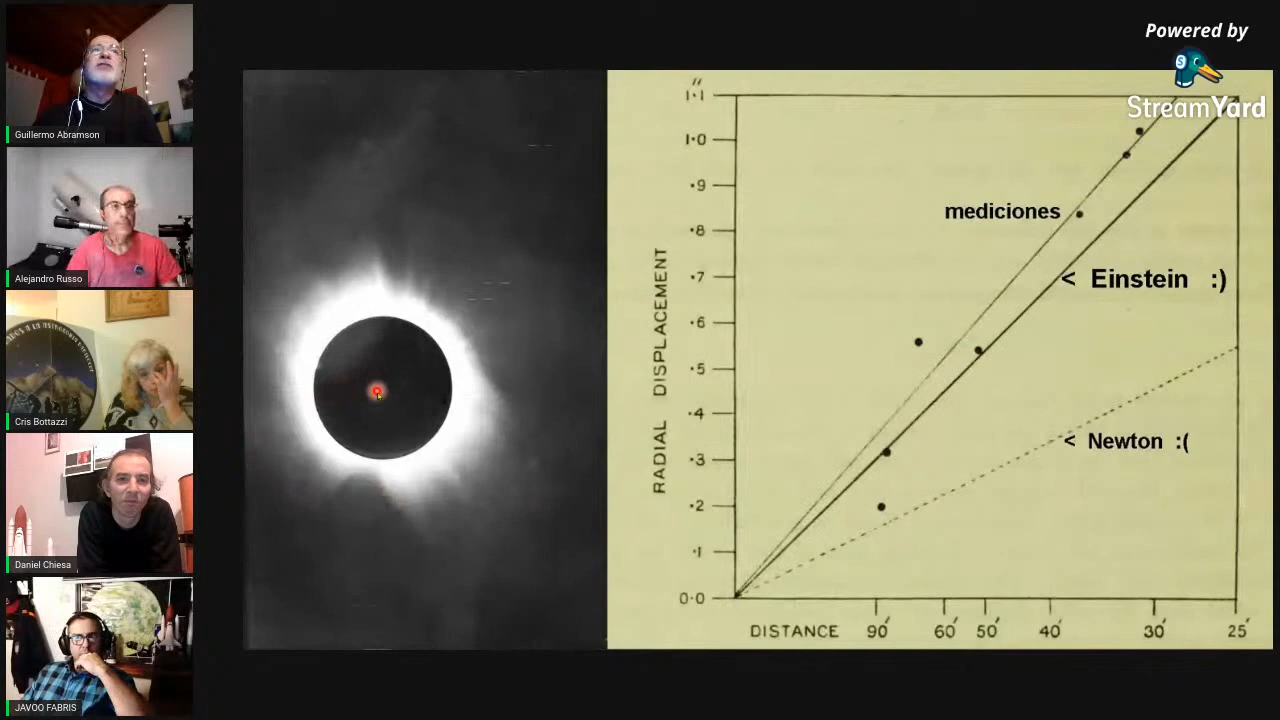 Guillermo Abramson
Alejandro Russo
Cris Bottazzi
Daniel Chiesa
JAVOO FABRIS
Powered by
StreamYard
1·1
1·0
·9
·8
·7
·6
·5
·4
·3
·2
·1
0·0
RADIAL DISPLACEMENT
mediciones
< Einstein :)
< Newton :(
DISTANCE 90′ 60′ 50′ 40′ 30′ 25′